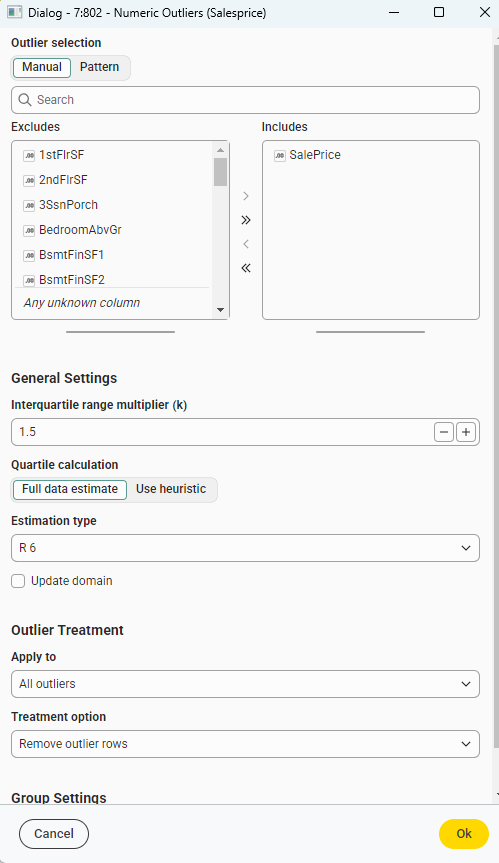 Dialog - 7:802 - Numeric Outliers (Salesprice)
Outlier selection
Manual Pattern
Search
Excludes Includes
1stFlrSF
2ndFlrSF
3SsnPorch
BedroomAbvGr
BsmtFinSF1
BsmtFinSF2
Any unknown column
SalePrice
General Settings
Interquartile range multiplier (k)
1.5
Quartile calculation
Full data estimate Use heuristic
Estimation type
R 6
Update domain
Outlier Treatment
Apply to
All outliers
Treatment option
Remove outlier rows
Group Settings
Cancel Ok